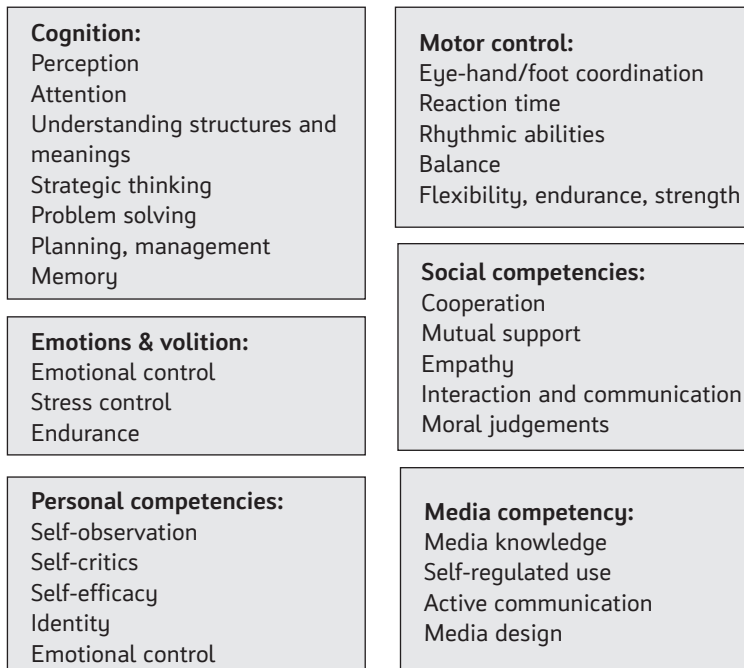 Cognition:
Perception
Attention
Understanding structures and
meanings
Strategic thinking
Problem solving
Planning, management
Memory
Emotions & volition:
Emotional control
Stress control
Endurance
Personal competencies:
Self-observation
Self-critics
Self-efficacy
Identity
Emotional control
Motor control:
Eye-hand/foot coordination
Reaction time
Rhythmic abilities
Balance
Flexibility, endurance, strength
Social competencies:
Cooperation
Mutual support
Empathy
Interaction and communication
Moral judgements
Media competency:
Media knowledge
Self-regulated use
Active communication
Media design